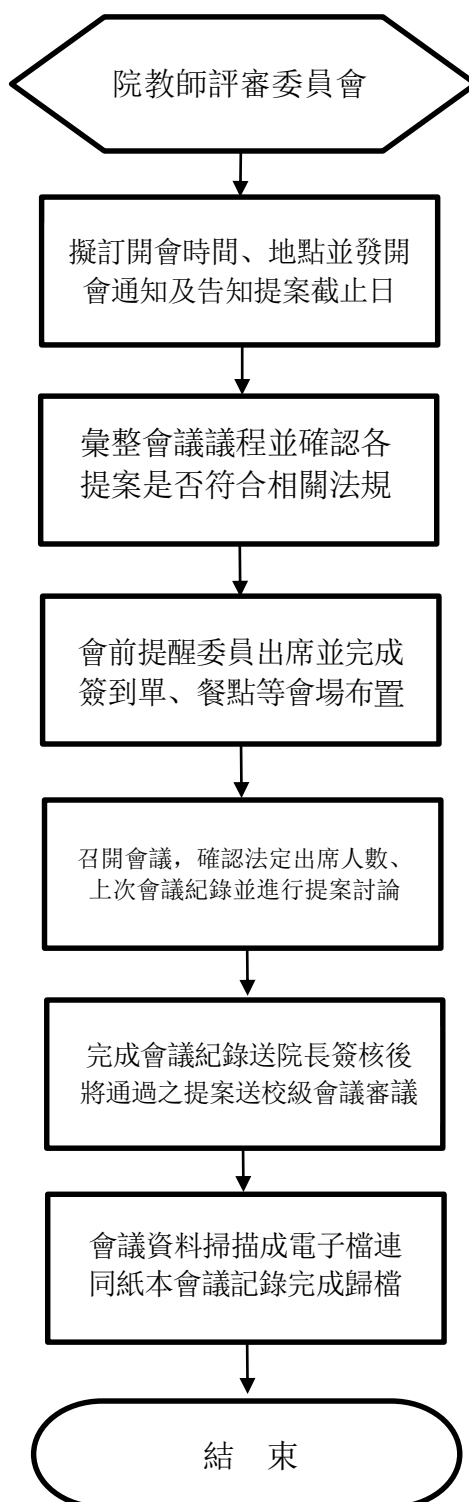 院教師評審委員會
擬訂開會時間、地點並發開
會通知及告知提案截止日
彙整會議議程並確認各
提案是否符合相關法規
會前提醒委員出席並完成
簽到單、餐點等會場布置
召開會議，確認法定出席人數、
上次會議紀錄並進行提案討論
完成會議紀錄送院長簽核後
將通過之提案送校級會議審議
會議資料掃描成電子檔連
同紙本會議記錄完成歸檔
結　束